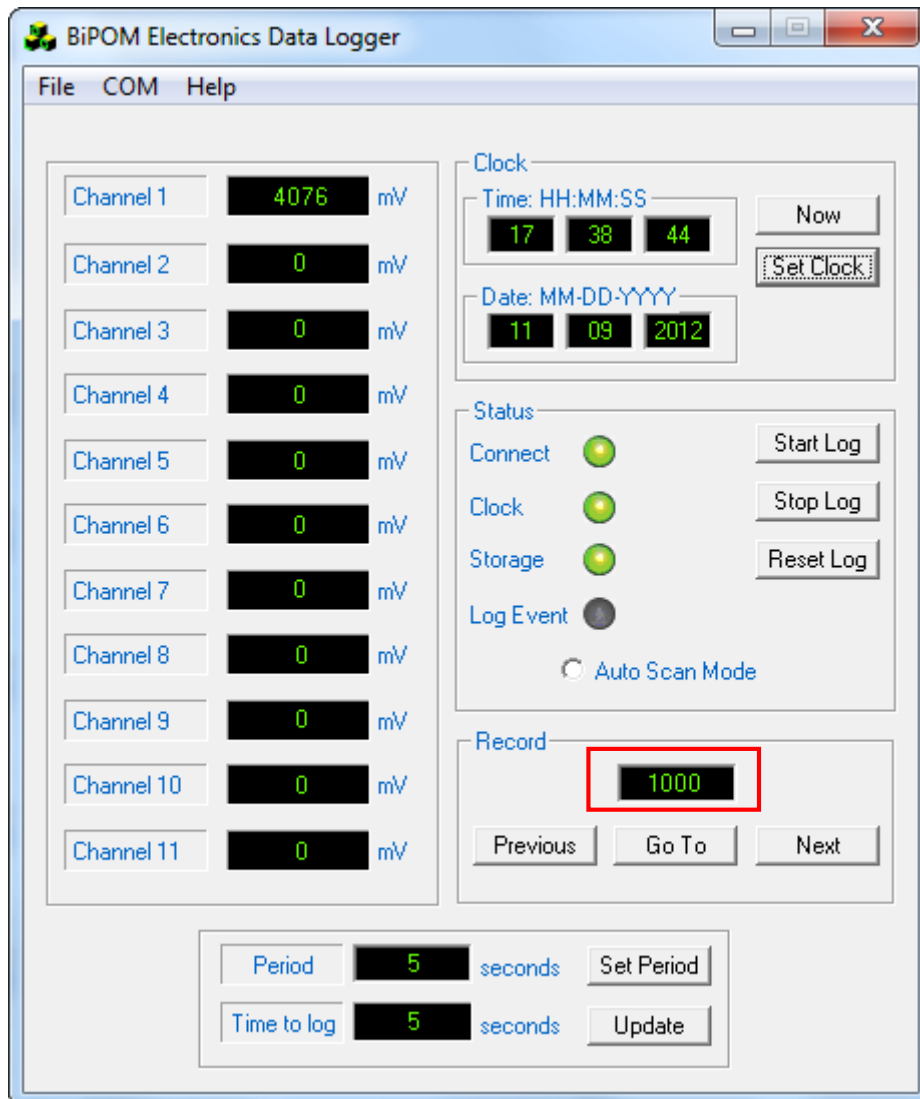 BiPOM Electronics Data Logger
File COM Help
Channel 1 4076 mV
Channel 2 0 mV
Channel 3 0 mV
Channel 4 0 mV
Channel 5 0 mV
Channel 6 0 mV
Channel 7 0 mV
Channel 8 0 mV
Channel 9 0 mV
Channel 10 0 mV
Channel 11 0 mV
Clock
Time: HH:MM:SS
17 38 44
Now
Set Clock
Date: MM-DD-YYYY
11 09 2012
Status
Connect Start Log
Clock Stop Log
Storage Reset Log
Log Event
Auto Scan Mode
Record
1000
Previous Go To Next
Period 5 seconds Set Period
Time to log 5 seconds Update